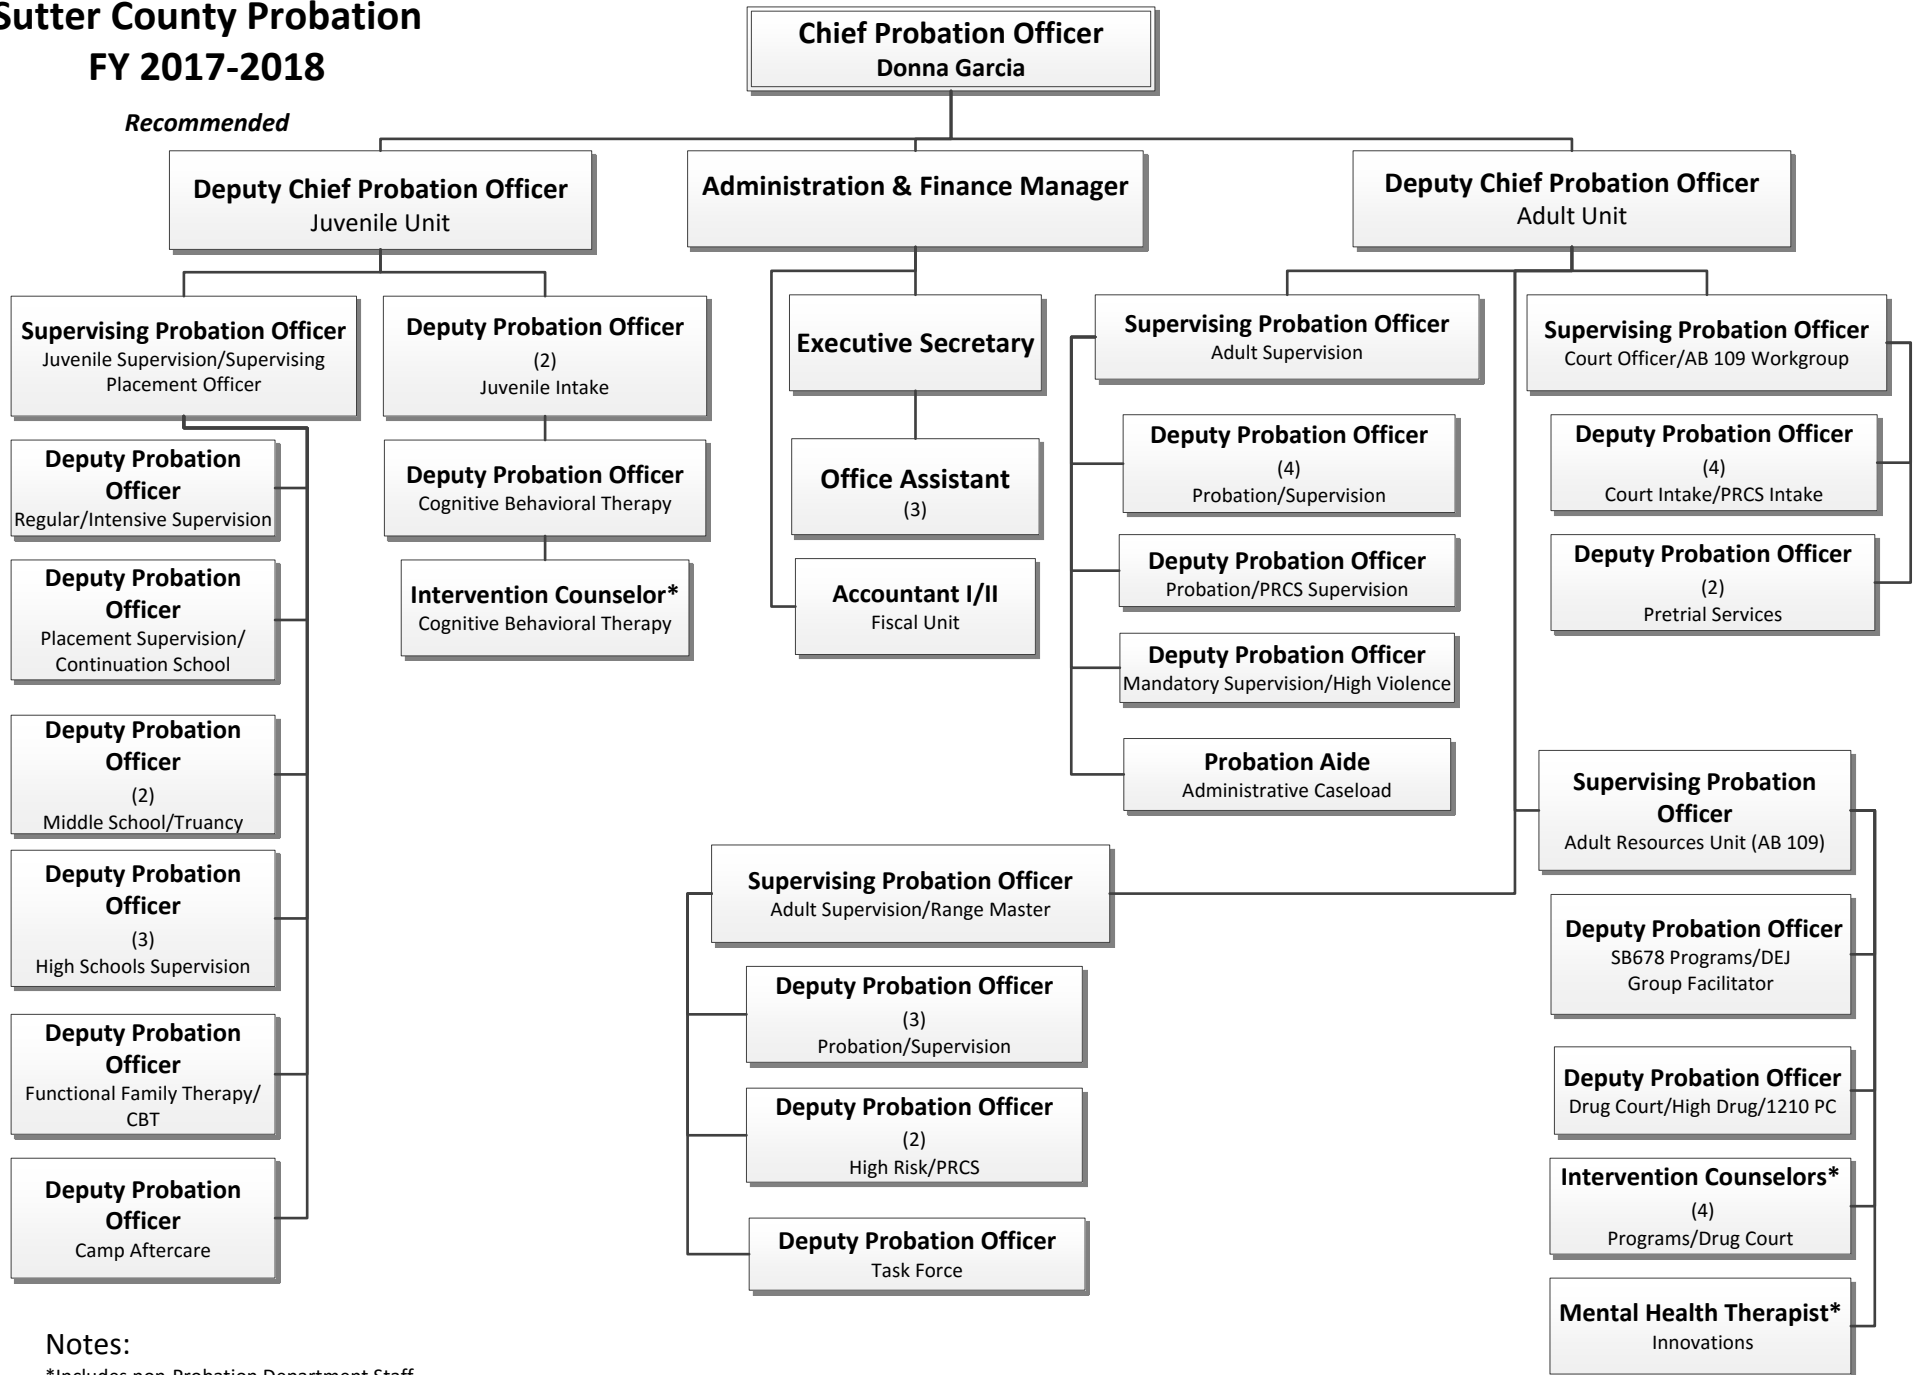 Sutter County Probation
FY 2017-2018
Recommended
Chief Probation Officer
Donna Garcia
Deputy Chief Probation Officer
Juvenile Unit
Administration & Finance Manager
Deputy Chief Probation Officer
Adult Unit
Supervising Probation Officer
Juvenile Supervision/Supervising
Placement Officer
Deputy Probation
Officer
Regular/Intensive Supervision
Deputy Probation
Officer
Placement Supervision/
Continuation School
Deputy Probation
Officer
(2)
Middle School/Truancy
Deputy Probation
Officer
(3)
High Schools Supervision
Deputy Probation
Officer
Functional Family Therapy/
CBT
Deputy Probation
Officer
Camp Aftercare
Deputy Probation Officer
(2)
Juvenile Intake
Deputy Probation Officer
Cognitive Behavioral Therapy
Intervention Counselor*
Cognitive Behavioral Therapy
Executive Secretary
Office Assistant
(3)
Accountant I/II
Fiscal Unit
Supervising Probation Officer
Adult Supervision
Deputy Probation Officer
(4)
Probation/Supervision
Deputy Probation Officer
Probation/PRCS Supervision
Deputy Probation Officer
Mandatory Supervision/High Violence
Probation Aide
Administrative Caseload
Supervising Probation Officer
Court Officer/AB 109 Workgroup
Deputy Probation Officer
(4)
Court Intake/PRCS Intake
Deputy Probation Officer
(2)
Pretrial Services
Supervising Probation Officer
Adult Supervision/Range Master
Deputy Probation Officer
(3)
Probation/Supervision
Deputy Probation Officer
(2)
High Risk/PRCS
Deputy Probation Officer
Task Force
Supervising Probation
Officer
Adult Resources Unit (AB 109)
Deputy Probation Officer
SB678 Programs/DEJ
Group Facilitator
Deputy Probation Officer
Drug Court/High Drug/1210 PC
Intervention Counselors*
(4)
Programs/Drug Court
Mental Health Therapist*
Innovations
Notes:
*Includes non-Probation Department Staff